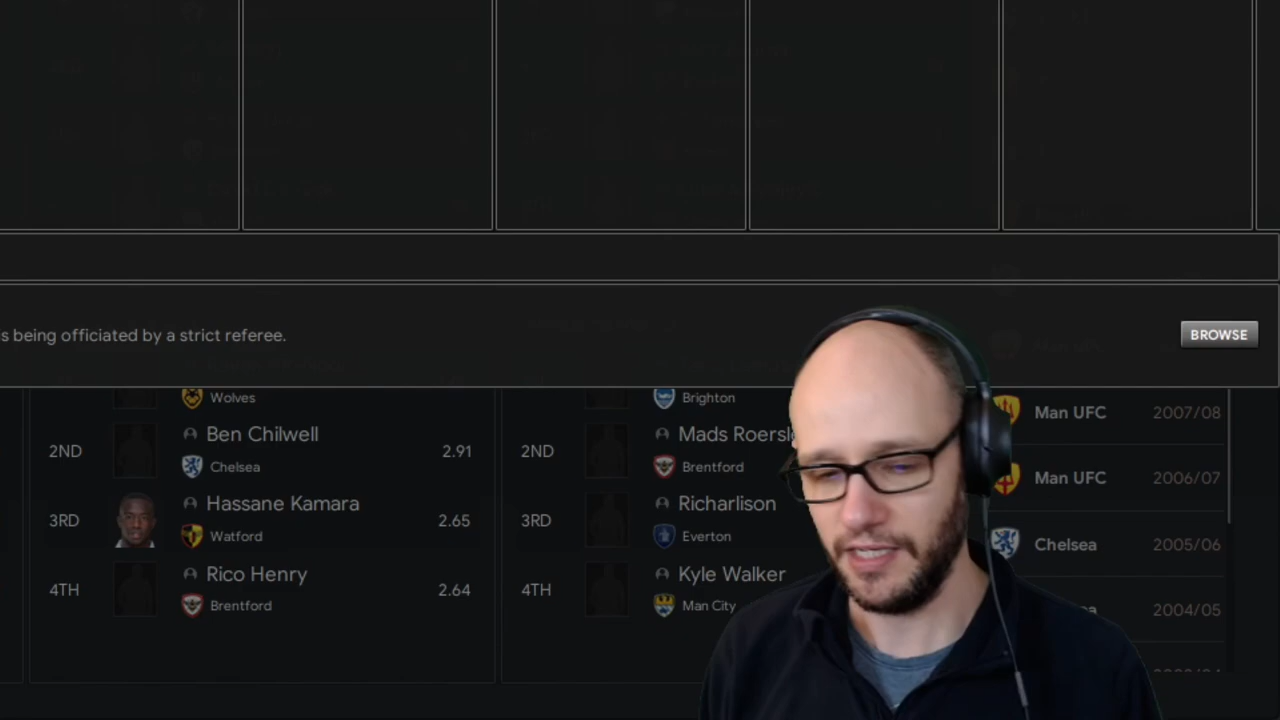 s being officiated by a strict referee.
BROWSE
Wolves
2ND
Ben Chilwell
2.91
Chelsea
3RD
Hassane Kamara
2.65
Watford
4TH
Rico Henry
2.64
Brentford
Brighton
2ND
Mads Roersl
Brentford
3RD
Richarlison
Everton
4TH
Kyle Walker
Man City
Man UFC 2007/08
Man UFC 2006/07
Chelsea 2005/06
2004/05